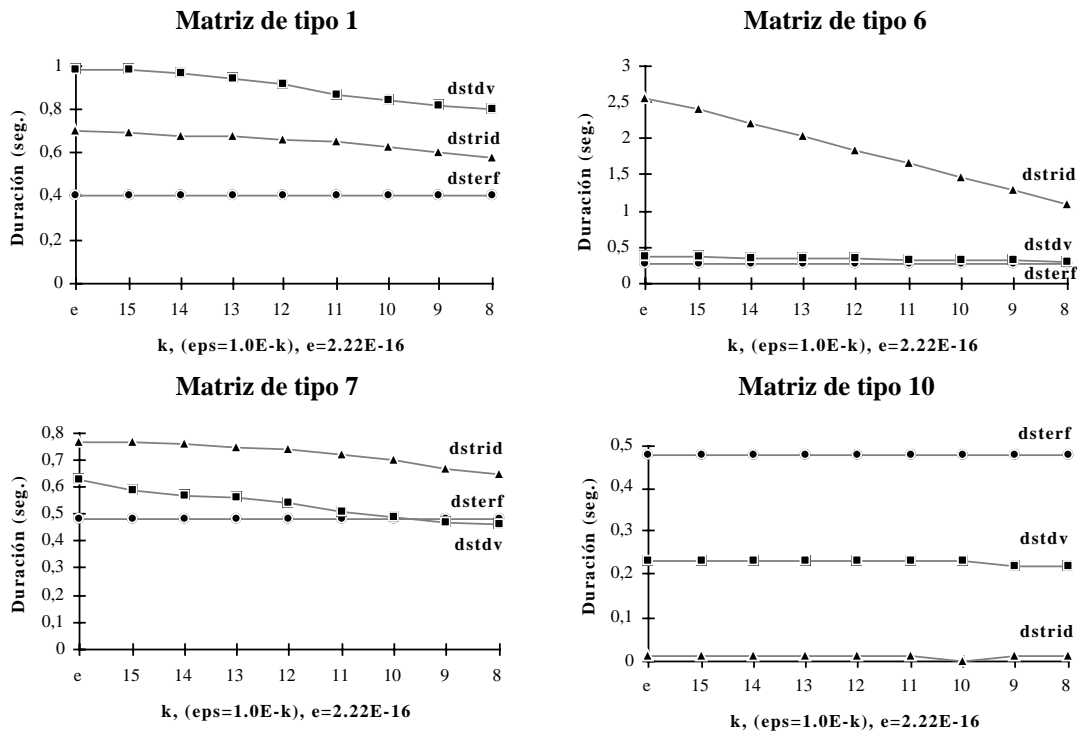 Matriz de tipo 1
Duración (seg.)
1
0,8
0,6
0,4
0,2
0
dstdv
dstrid
dsterf
e 15 14 13 12 11 10 9 8
k, (eps=1.0E-k), e=2.22E-16
Matriz de tipo 6
Duración (seg.)
3
2,5
2
1,5
1
0,5
0
dstrid
dstdv
dsterf
e 15 14 13 12 11 10 9 8
k, (eps=1.0E-k), e=2.22E-16
Matriz de tipo 7
Duración (seg.)
0,8
0,7
0,6
0,5
0,4
0,3
0,2
0,1
0
dstrid
dsterf
dstdv
e 15 14 13 12 11 10 9 8
k, (eps=1.0E-k), e=2.22E-16
Matriz de tipo 10
Duración (seg.)
0,5
0,4
0,3
0,2
0,1
0
dsterf
dstdv
dstrid
e 15 14 13 12 11 10 9 8
k, (eps=1.0E-k), e=2.22E-16